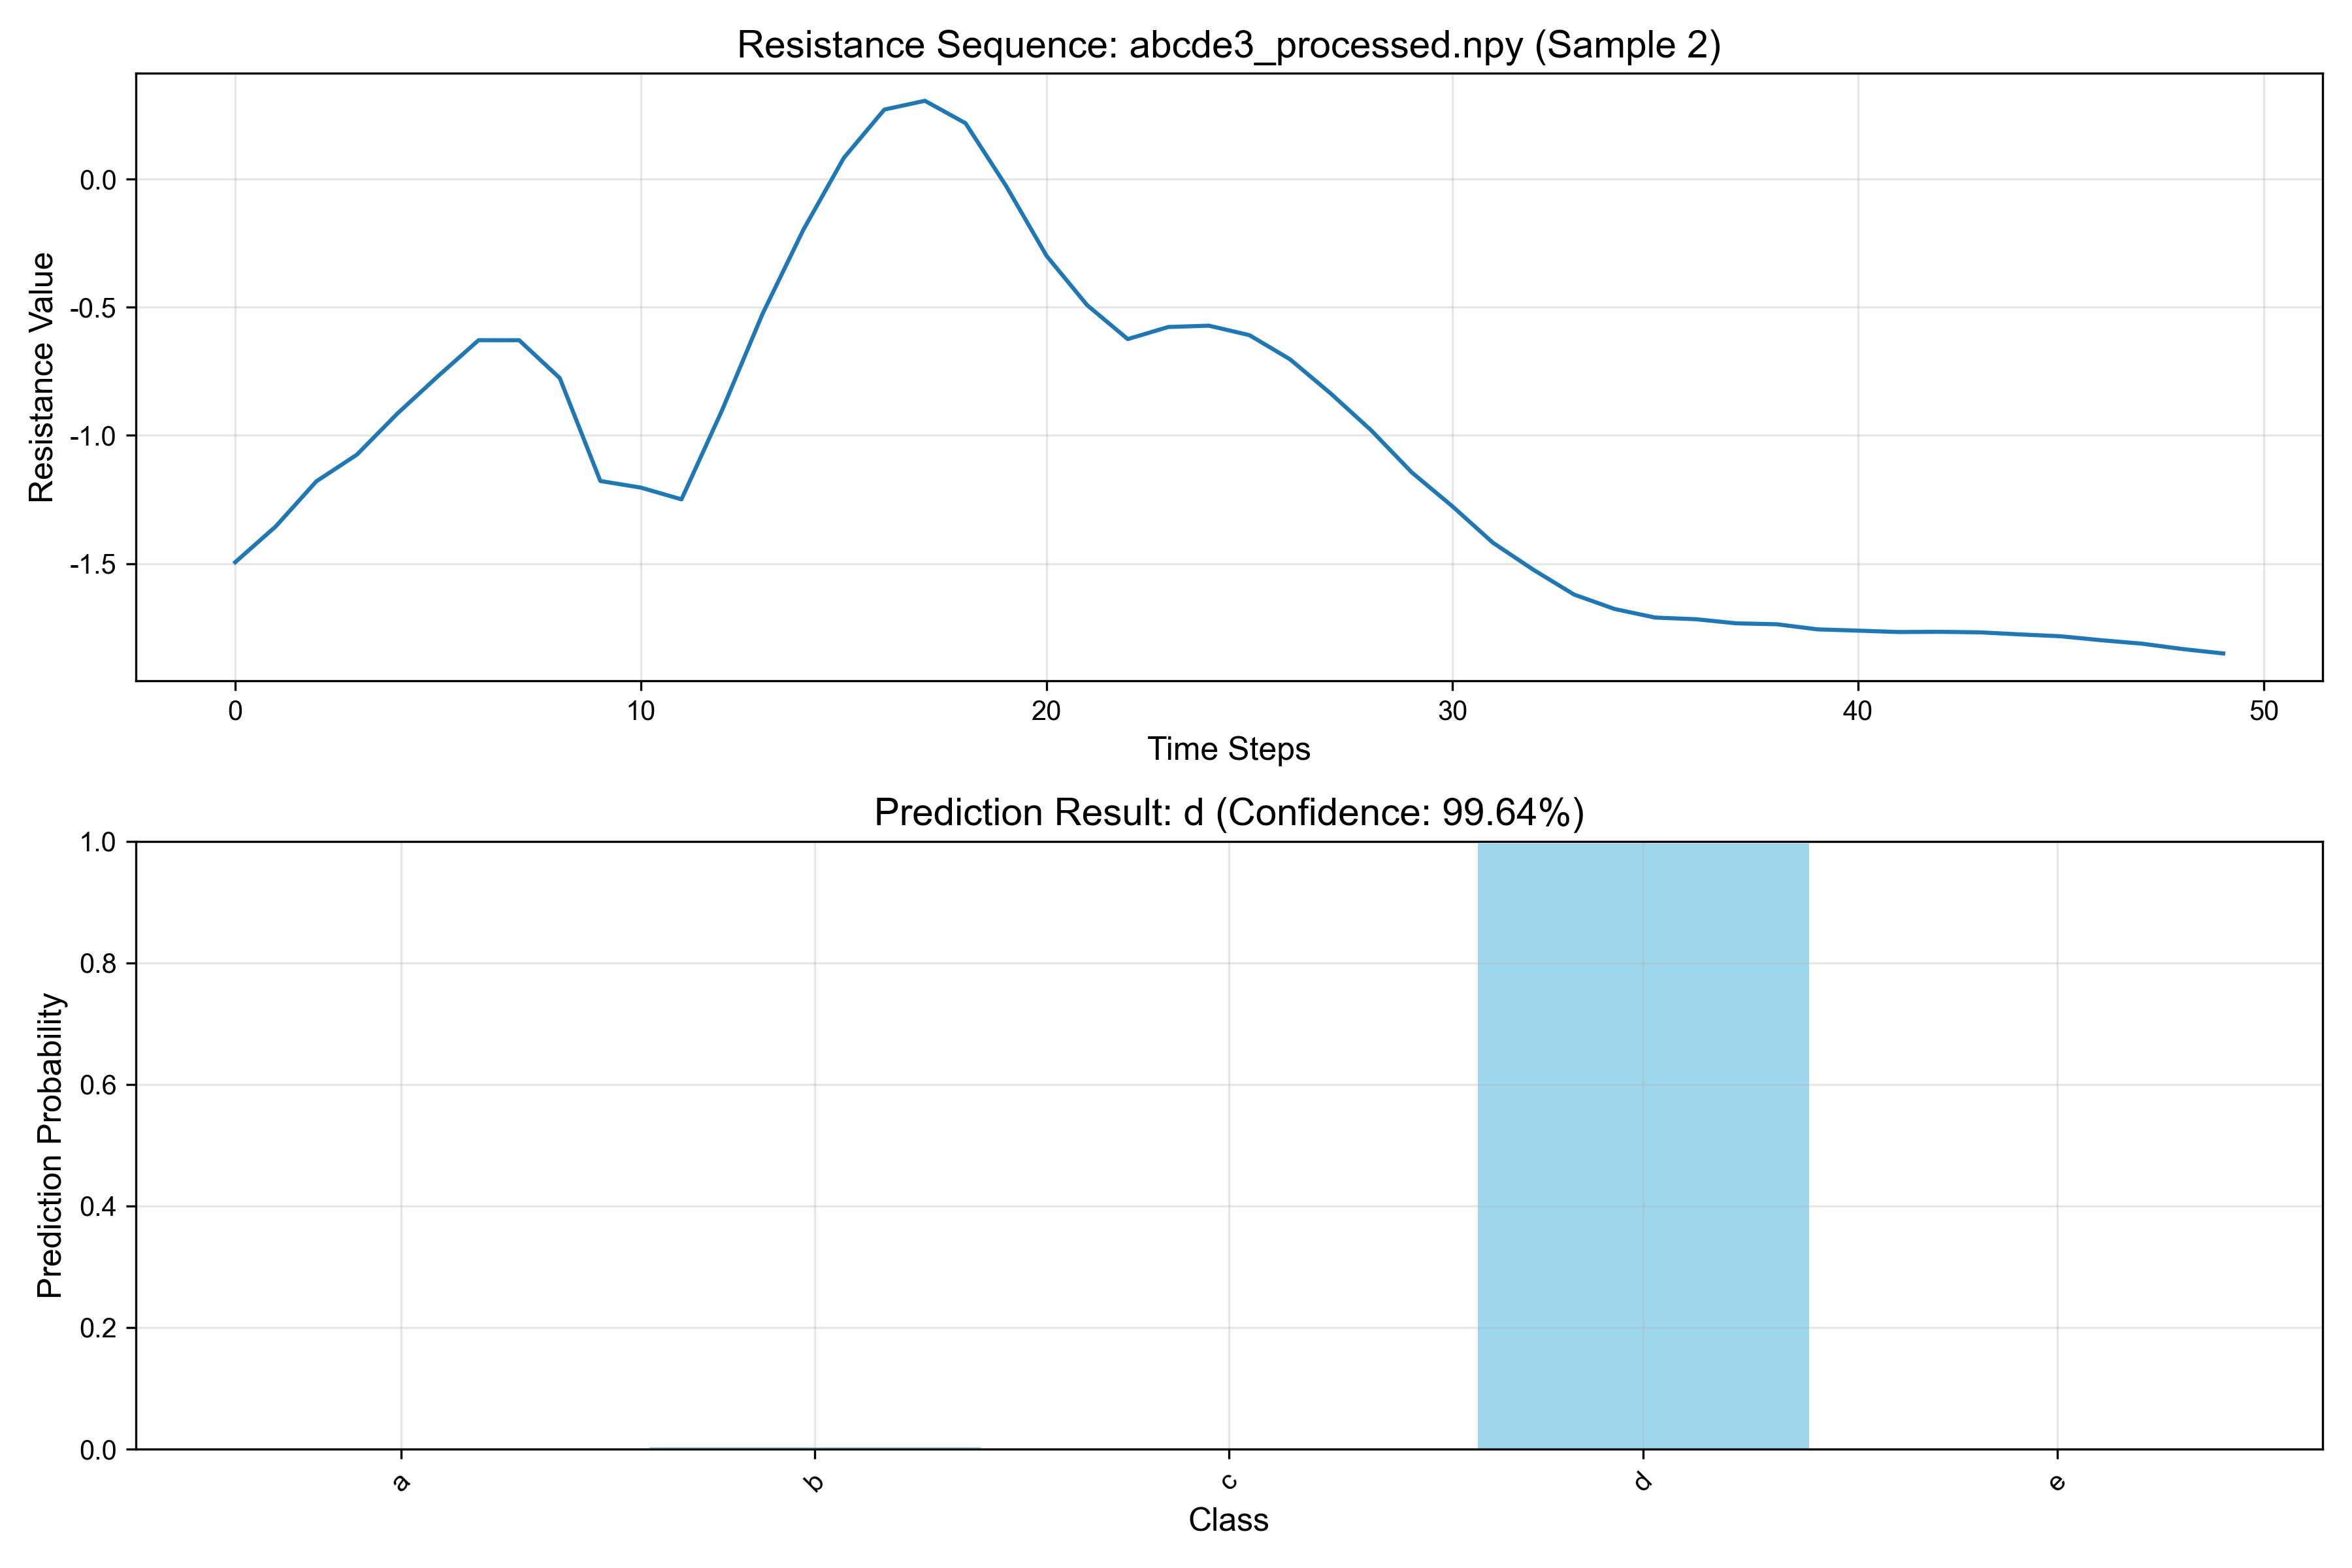 Resistance Sequence: abcde3_processed.npy (Sample 2)
Resistance Value
0.0
-0.5
-1.0
-1.5
0 10 20 30 40 50
Time Steps
Prediction Result: d (Confidence: 99.64%)
Prediction Probability
1.0
0.8
0.6
0.4
0.2
0.0
a b c d e
Class